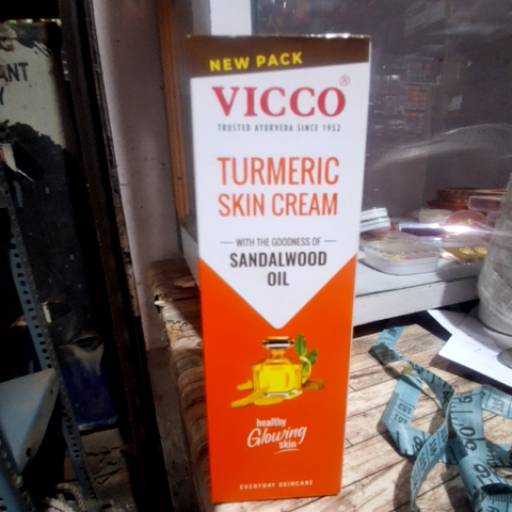 NEW PACK
VICCO®
TRUSTED AYURVEDA SINCE 1952
TURMERIC
SKIN CREAM
WITH THE GOODNESS OF
SANDALWOOD
OIL
healthy
Glowing
skin
EVERYDAY SKINCARE